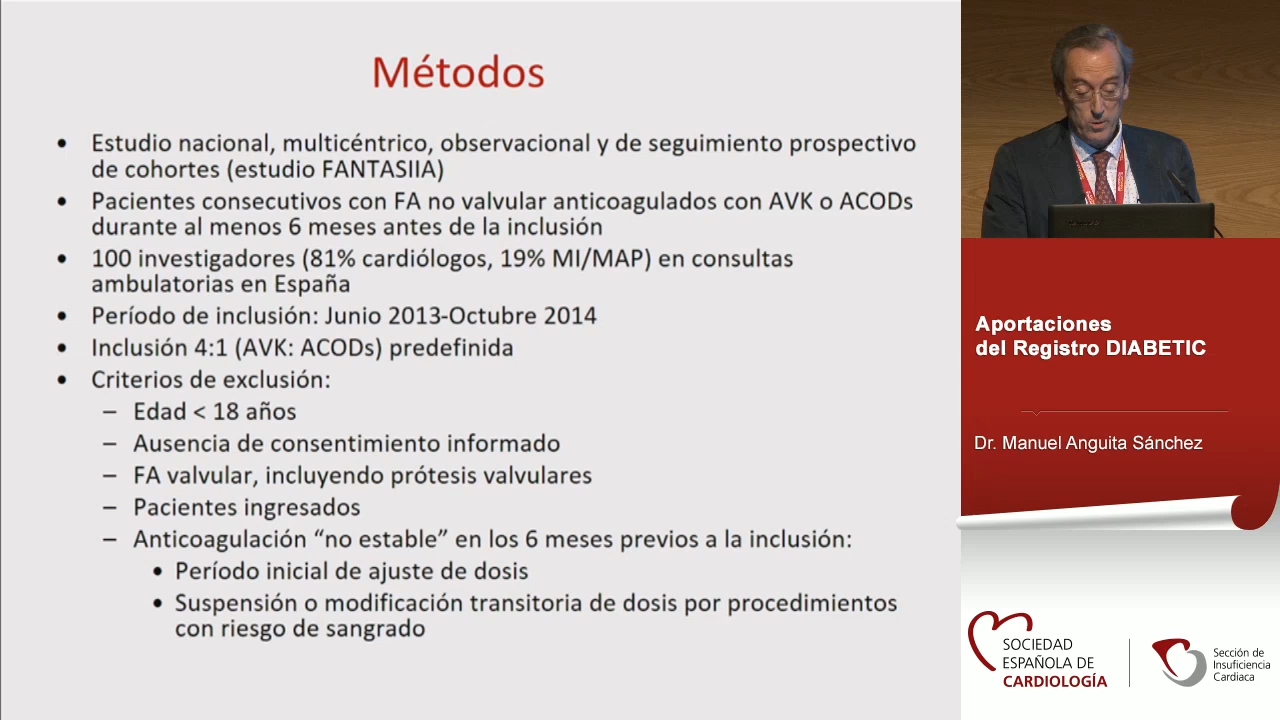 Métodos
• Estudio nacional, multicéntrico, observacional y de seguimiento prospectivo
de cohortes (estudio FANTASIIA)
• Pacientes consecutivos con FA no valvular anticoagulados con AVK o ACODs
durante al menos 6 meses antes de la inclusión
• 100 investigadores (81% cardiólogos, 19% MI/MAP) en consultas
ambulatorias en España
• Período de inclusión: Junio 2013-Octubre 2014
• Inclusión 4:1 (AVK: ACODs) predefinida
• Criterios de exclusión:
– Edad < 18 años
– Ausencia de consentimiento informado
– FA valvular, incluyendo prótesis valvulares
– Pacientes ingresados
– Anticoagulación “no estable” en los 6 meses previos a la inclusión:
• Período inicial de ajuste de dosis
• Suspensión o modificación transitoria de dosis por procedimientos
con riesgo de sangrado
Aportaciones
del Registro DIABETIC
Dr. Manuel Anguita Sánchez
SOCIEDAD
ESPAÑOLA DE
CARDIOLOGÍA
Sección de
Insuficiencia
Cardiaca